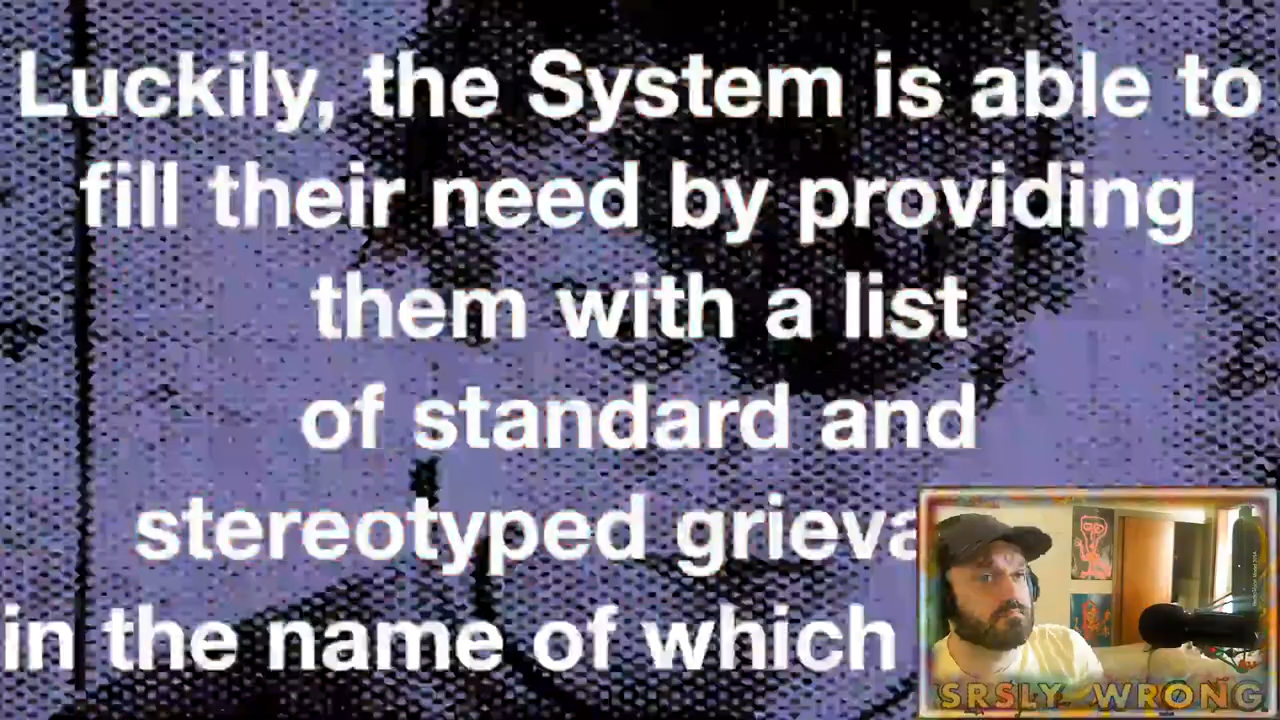 Luckily, the System is able to
fill their need by providing
them with a list
of standard and
stereotyped grieva
in the name of which
SRSLY WRONG